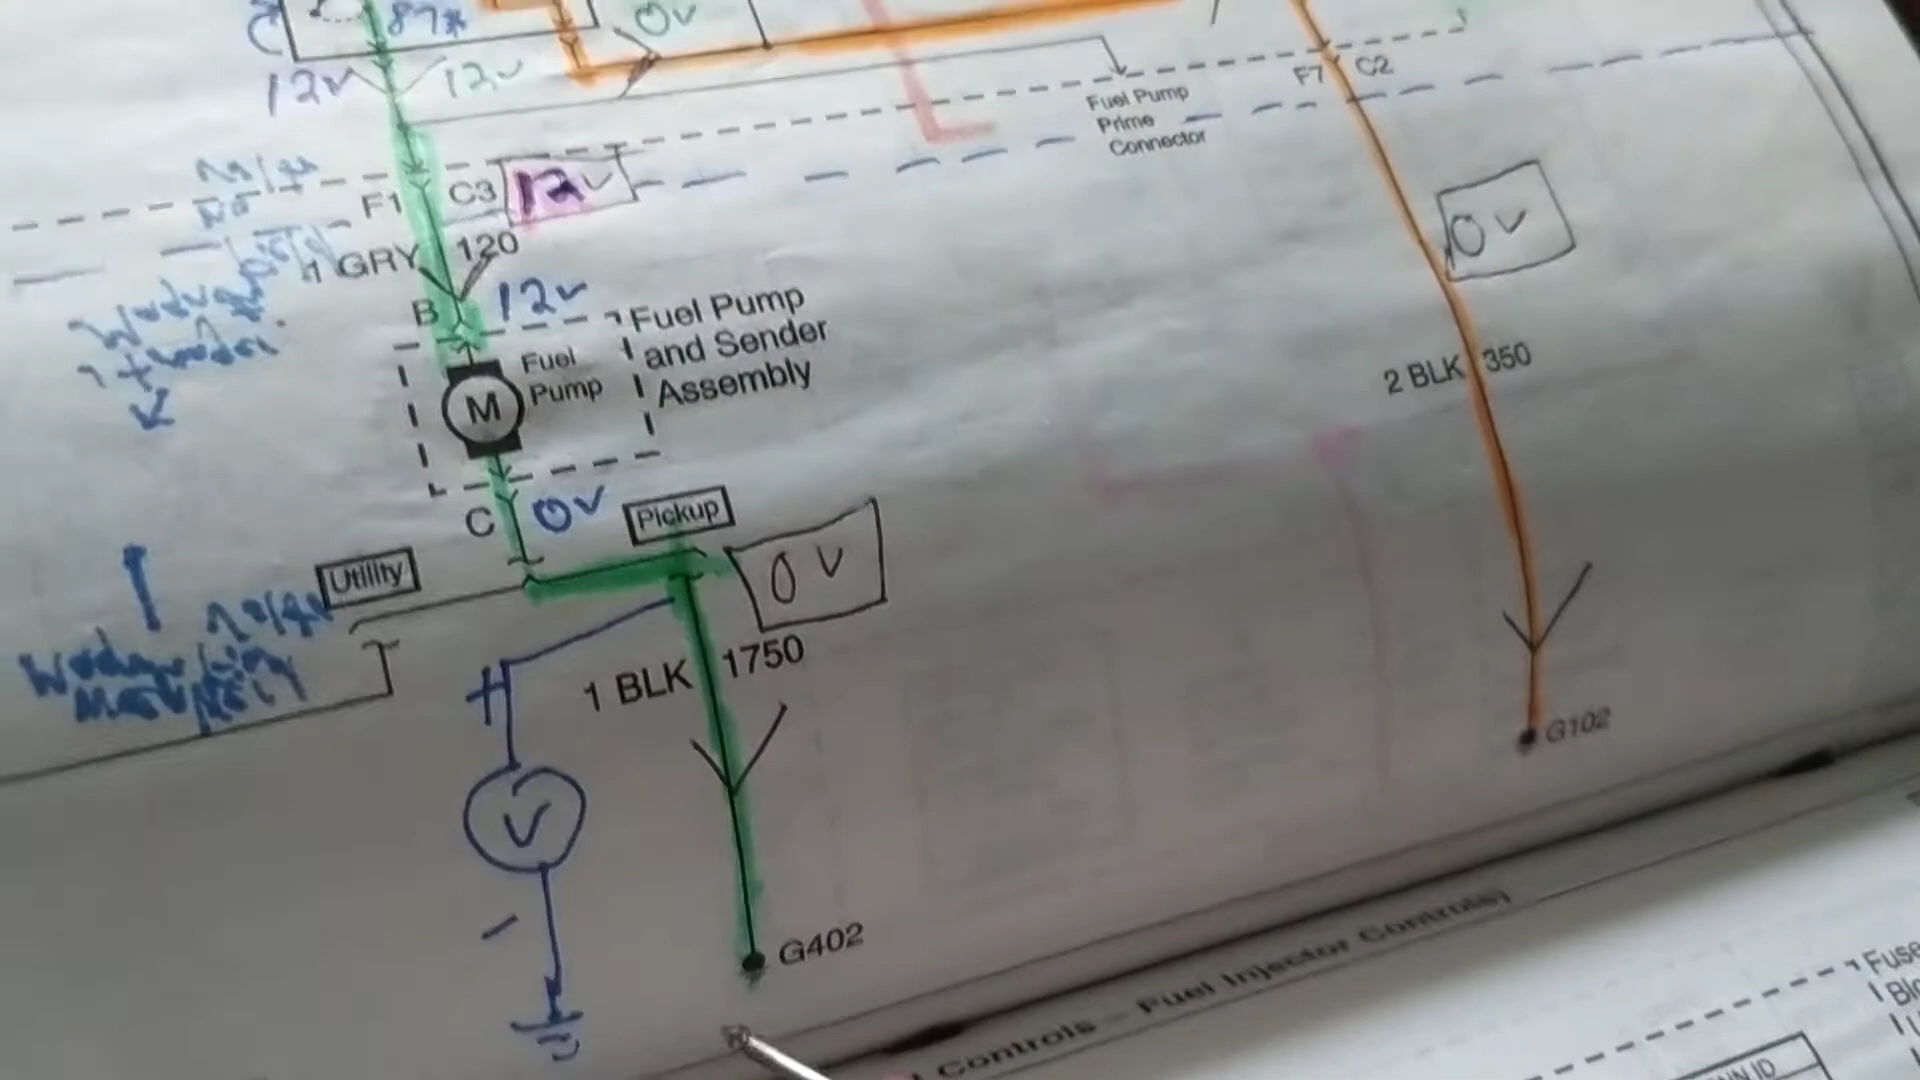 87*
0v
12v
12v
F7
C2
Fuel Pump
Prime
Connector
F1
C3
12v
1 GRY
120
0v
B
12v
Fuel Pump
and Sender
Assembly
Fuel
Pump
M
2 BLK
350
C
0v
Pickup
0v
Utility
1 BLK
1750
+
V
G102
G402
-
Controls – Fuel Injector Controls)